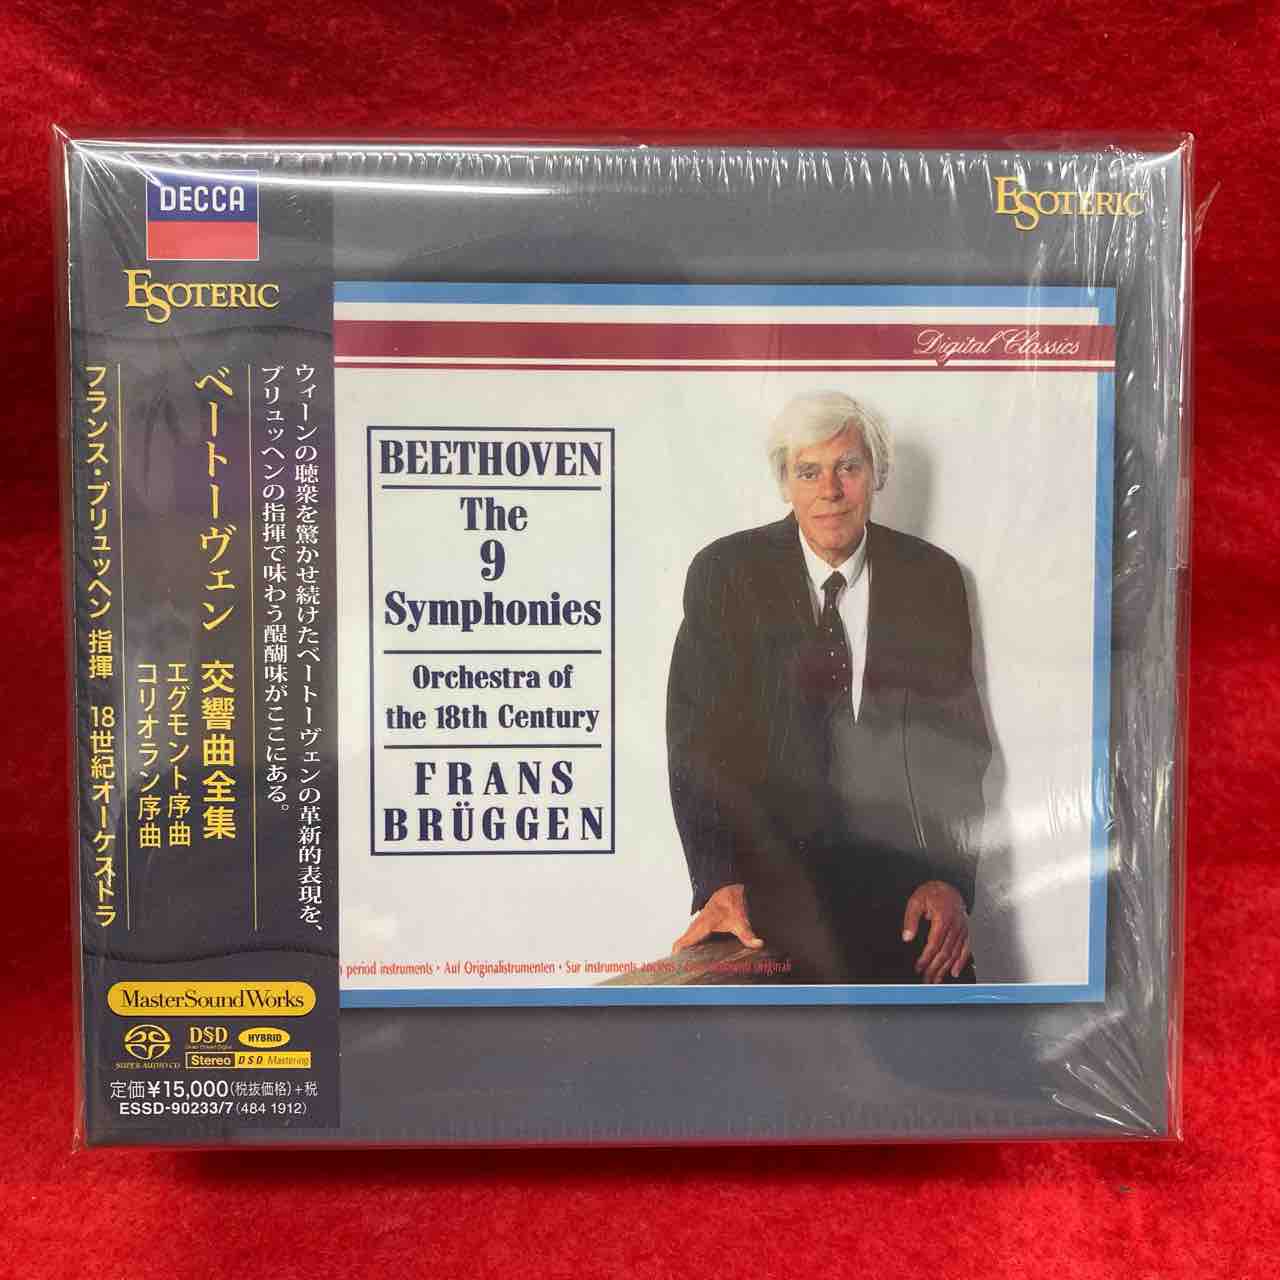 DECCA
ESOTERIC
ウィーンの聴衆を驚かせ続けたベートーヴェンの革新的表現を、
ブリュッヘンの指揮で味わう醍醐味がここにある。
ベートーヴェン 交響曲全集
エグモント序曲
コリオラン序曲
フランス・ブリュッヘン 指揮 18世紀オーケストラ
MasterSoundWorks
SUPER AUDIO CD
DSD
Direct Stream Digital
HYBRID
Stereo
DSD Mastering
定価¥15,000(税抜価格)+税
ESSD-90233/7(484 1912)
ESOTERIC
Digital Classics
BEETHOVEN
The
9
Symphonies
Orchestra of
the 18th Century
FRANS
BRÜGGEN
period instruments • Auf Originalinstrumenten • Sur instruments anciens • originali